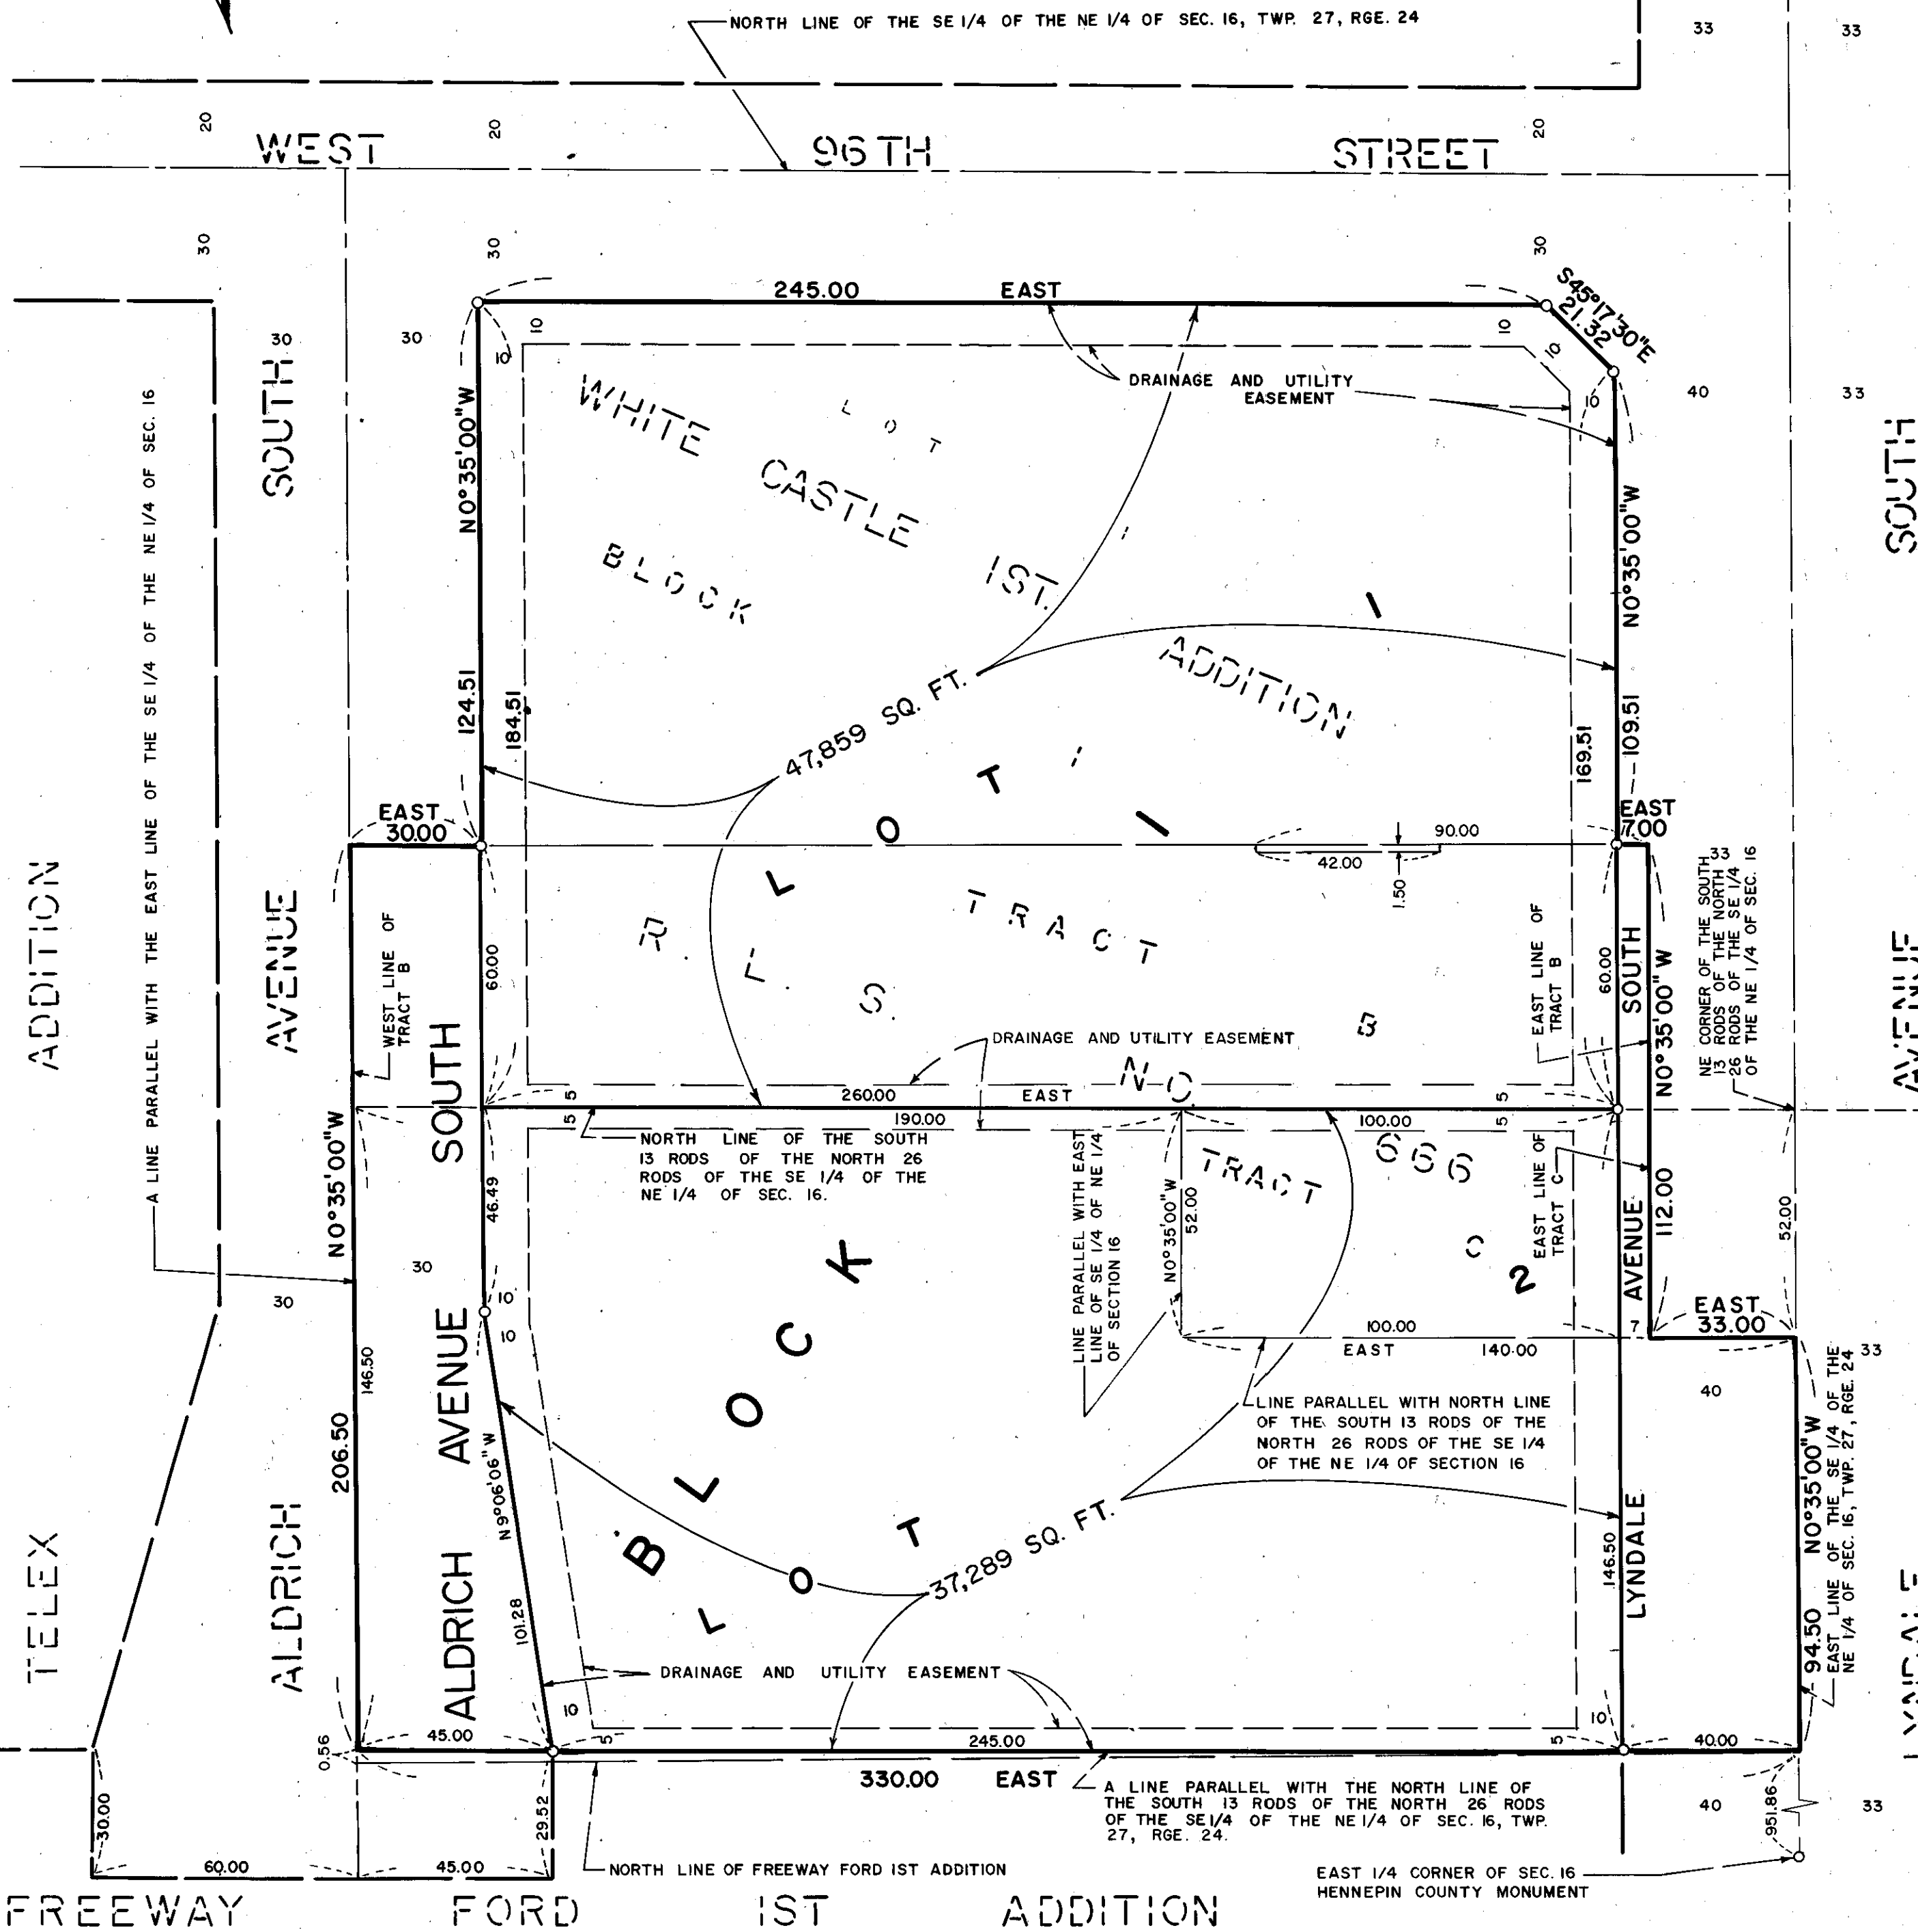 NORTH LINE OF THE SE 1/4 OF THE NE 1/4 OF SEC. 16, TWP. 27, RGE. 24
33
33
20
20
20
WEST 96TH STREET
30
30
30
245.00 EAST
S45°17'30"E
21.32
30
30
10
10
10
10
10
40
33
DRAINAGE AND UTILITY
EASEMENT
A LINE PARALLEL WITH THE EAST LINE OF THE SE 1/4 OF THE NE 1/4 OF SEC. 16
SOUTH
SOUTH
N0°35'00"W
N0°35'00"W
WHITE CASTLE 1ST. ADDITION
LOT 1
BLOCK 1
LOT 1
47,859 SQ. FT.
124.51
184.51
169.51
109.51
EAST
30.00
EAST
7.00
90.00
42.00
1.50
ADDITION
AVENUE
WEST LINE OF
TRACT B
60.00
R L S
TRACT
B
EAST LINE OF
TRACT B
60.00
SOUTH
N0°35'00"W
NE CORNER OF THE SOUTH
13 RODS OF THE NORTH
26 RODS OF THE SE 1/4
OF THE NE 1/4 OF SEC. 16
33
33
AVENUE
SOUTH
DRAINAGE AND UTILITY EASEMENT
NO.
260.00 EAST
5
5
5
5
190.00
100.00
NORTH LINE OF THE SOUTH
13 RODS OF THE NORTH 26
RODS OF THE SE 1/4 OF THE
NE 1/4 OF SEC. 16.
N0°35'00"W
46.49
LINE PARALLEL WITH EAST
LINE OF SE 1/4 OF NE 1/4
OF SECTION 16
N0°35'00"W
52.00
TRACT
666
C
EAST LINE OF
TRACT C
112.00
52.00
30
30
10
10
BLOCK 2
AVENUE
7
EAST
33.00
33
100.00
EAST
140.00
40
146.50
206.50
AVENUE
N9°06'06"W
LINE PARALLEL WITH NORTH LINE
OF THE SOUTH 13 RODS OF THE
NORTH 26 RODS OF THE SE 1/4
OF THE NE 1/4 OF SECTION 16
LOT 1
37,289 SQ. FT.
146.50
LYNDALE
N0°35'00"W
94.50
EAST LINE OF THE SE 1/4 OF THE
NE 1/4 OF SEC. 16, TWP. 27, RGE. 24
TELEX
ALDRICH
ALDRICH
101.28
DRAINAGE AND UTILITY EASEMENT
10
10
5
5
0.56
45.00
245.00
40.00
330.00 EAST
A LINE PARALLEL WITH THE NORTH LINE OF
THE SOUTH 13 RODS OF THE NORTH 26 RODS
OF THE SE 1/4 OF THE NE 1/4 OF SEC. 16, TWP.
27, RGE. 24.
40
951.86
33
30.00
29.52
60.00
45.00
NORTH LINE OF FREEWAY FORD 1ST ADDITION
EAST 1/4 CORNER OF SEC. 16
HENNEPIN COUNTY MONUMENT
FREEWAY FORD 1ST ADDITION